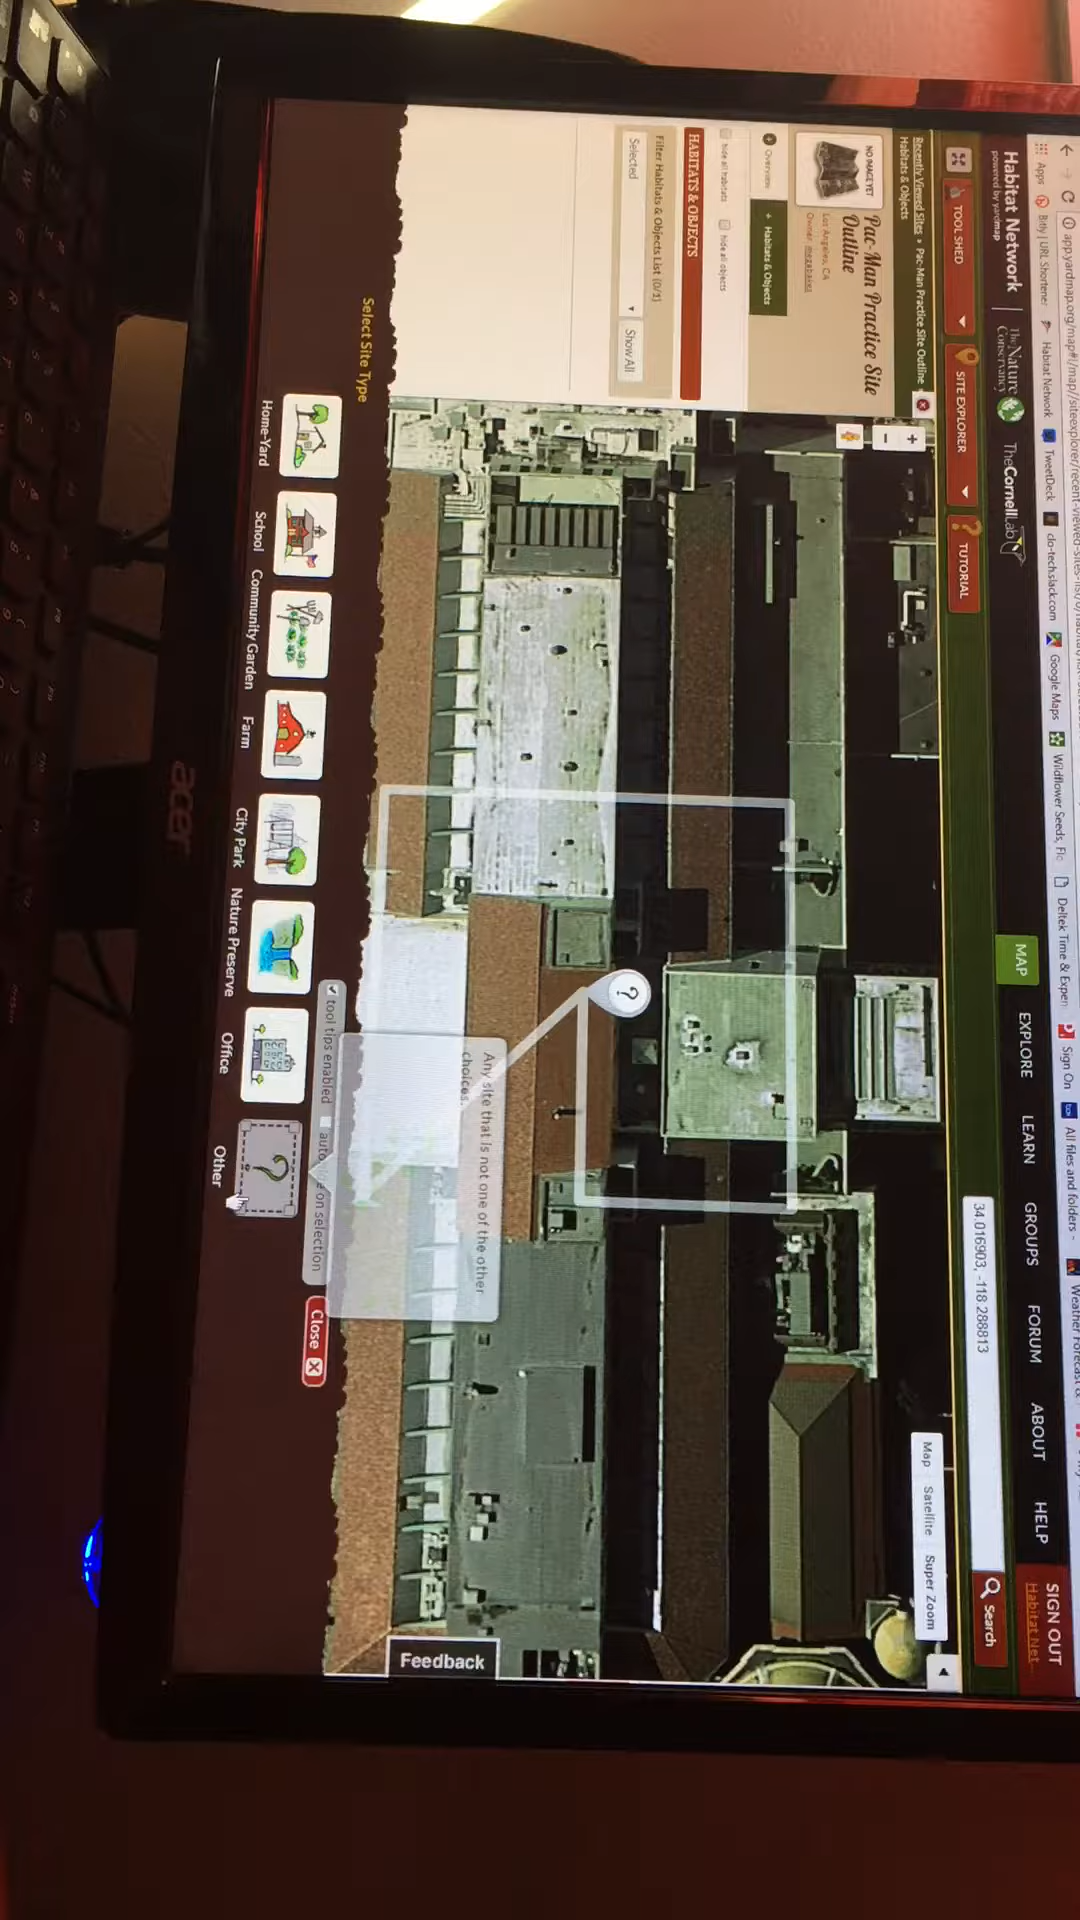 app.yardmap.org/map#!/map//siteexplorer/recent-viewed-sites-list/
Apps
Bitly | URL Shortener
Habitat Network
TweetDeck
clo-tech.slack.com
Google Maps
Wildflower Seeds, Flo
Deltek Time & Expen
Sign On
All files and folders -
Weather Forecast &
Habitat Network
powered by yardmap
The Nature
Conservancy
TheCornellLab
MAP
EXPLORE
LEARN
GROUPS
FORUM
ABOUT
HELP
SIGN OUT
Habitat Net...
TOOL SHED
SITE EXPLORER
TUTORIAL
34.016903, -118.288813
Search
Recently Viewed Sites » Pac-Man Practice Site Outline
Habitats & Objects
NO IMAGE YET
Pac-Man Practice Site
Outline
Los Angeles, CA
Owner: megabakes
Overview
+ Habitats & Objects
hide all habitats
hide all objects
HABITATS & OBJECTS
Filter Habitats & Objects List (0/1)
Selected
Show All
+
-
Map
Satellite
Super Zoom
?
Any site that is not one of the other
choices.
tool tips enabled
on selection
Close X
Feedback
Select Site Type
Home-Yard
School
Community Garden
Farm
City Park
Nature Preserve
Office
?
Other
acer